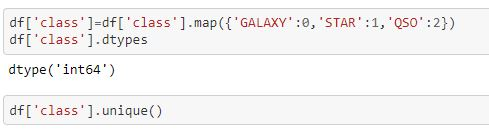 df['class']=df['class'].map({'GALAXY':0,'STAR':1,'QSO':2})
df['class'].dtypes
dtype('int64')
df['class'].unique()